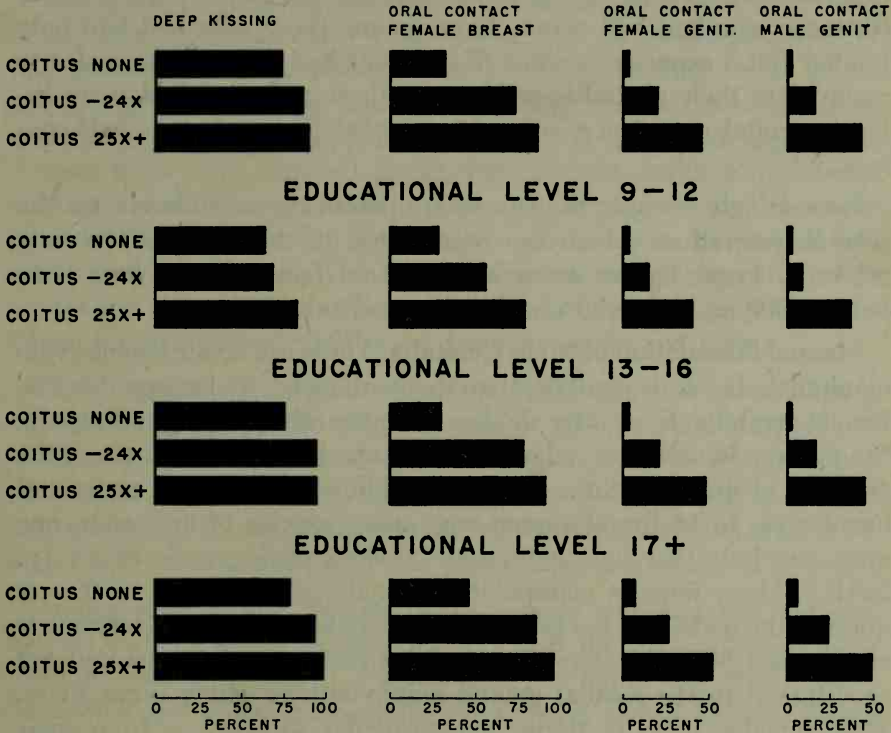 DEEP KISSING
ORAL CONTACT
FEMALE BREAST
ORAL CONTACT
FEMALE GENIT.
ORAL CONTACT
MALE GENIT.
COITUS NONE
COITUS -24X
COITUS 25X+
EDUCATIONAL LEVEL 9-12
COITUS NONE
COITUS -24X
COITUS 25X+
EDUCATIONAL LEVEL 13-16
COITUS NONE
COITUS -24X
COITUS 25X+
EDUCATIONAL LEVEL 17+
COITUS NONE
COITUS -24X
COITUS 25X+
0 25 50 75 100 0 25 50 75 100 0 50 0 25 50
PERCENT PERCENT PERCENT PERCENT